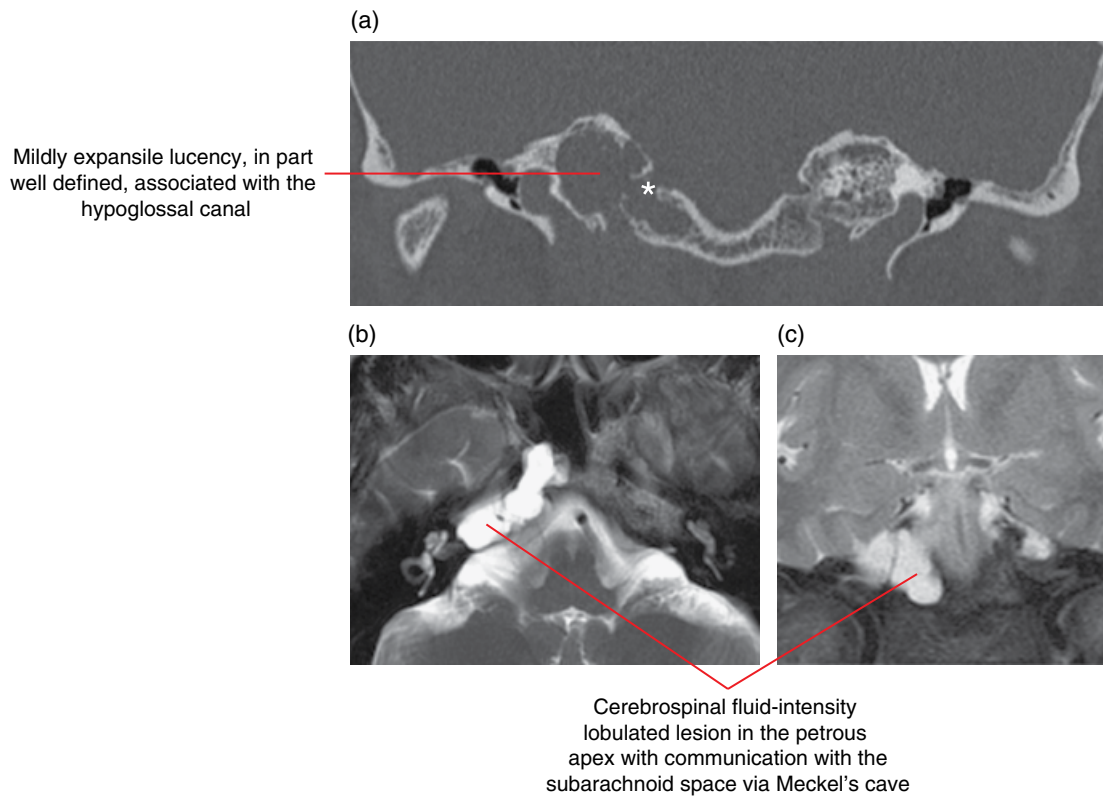 (a)
Mildly expansile lucency, in part
well defined, associated with the
hypoglossal canal
*
(b)
(c)
Cerebrospinal fluid-intensity
lobulated lesion in the petrous
apex with communication with the
subarachnoid space via Meckel's cave